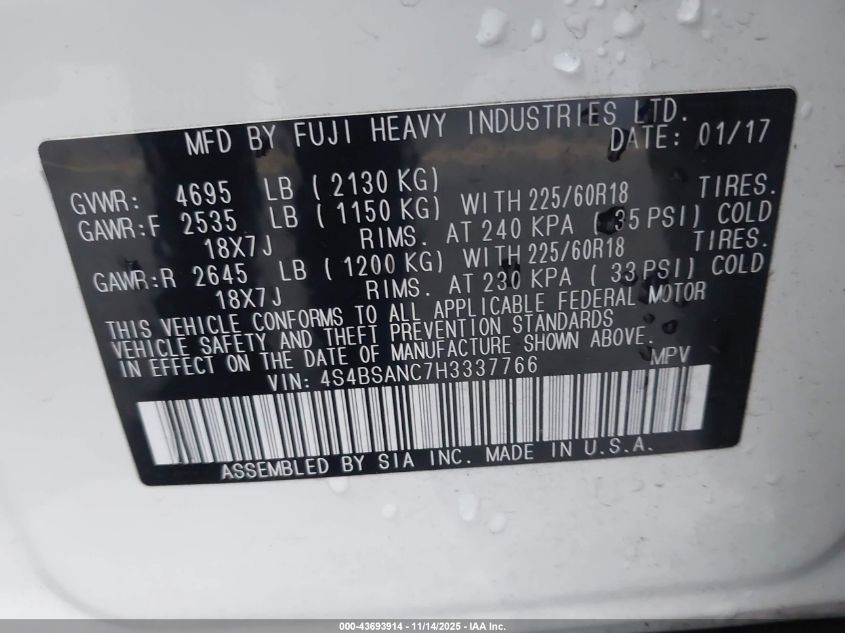 MFD BY FUJI HEAVY INDUSTRIES LTD.
DATE: 01/17
GVWR: 4695 LB (2130 KG)
GAWR:F 2535 LB (1150 KG) WITH 225/60R18 TIRES.
18X7J RIMS. AT 240 KPA (35 PSI) COLD
GAWR:R 2645 LB (1200 KG) WITH 225/60R18 TIRES.
18X7J RIMS. AT 230 KPA (33 PSI) COLD
THIS VEHICLE CONFORMS TO ALL APPLICABLE FEDERAL MOTOR
VEHICLE SAFETY AND THEFT PREVENTION STANDARDS
IN EFFECT ON THE DATE OF MANUFACTURE SHOWN ABOVE.
VIN: 4S4BSANC7H3337766 MPV
ASSEMBLED BY SIA INC. MADE IN U.S.A.
000-43693914 - 11/14/2025 - IAA Inc.